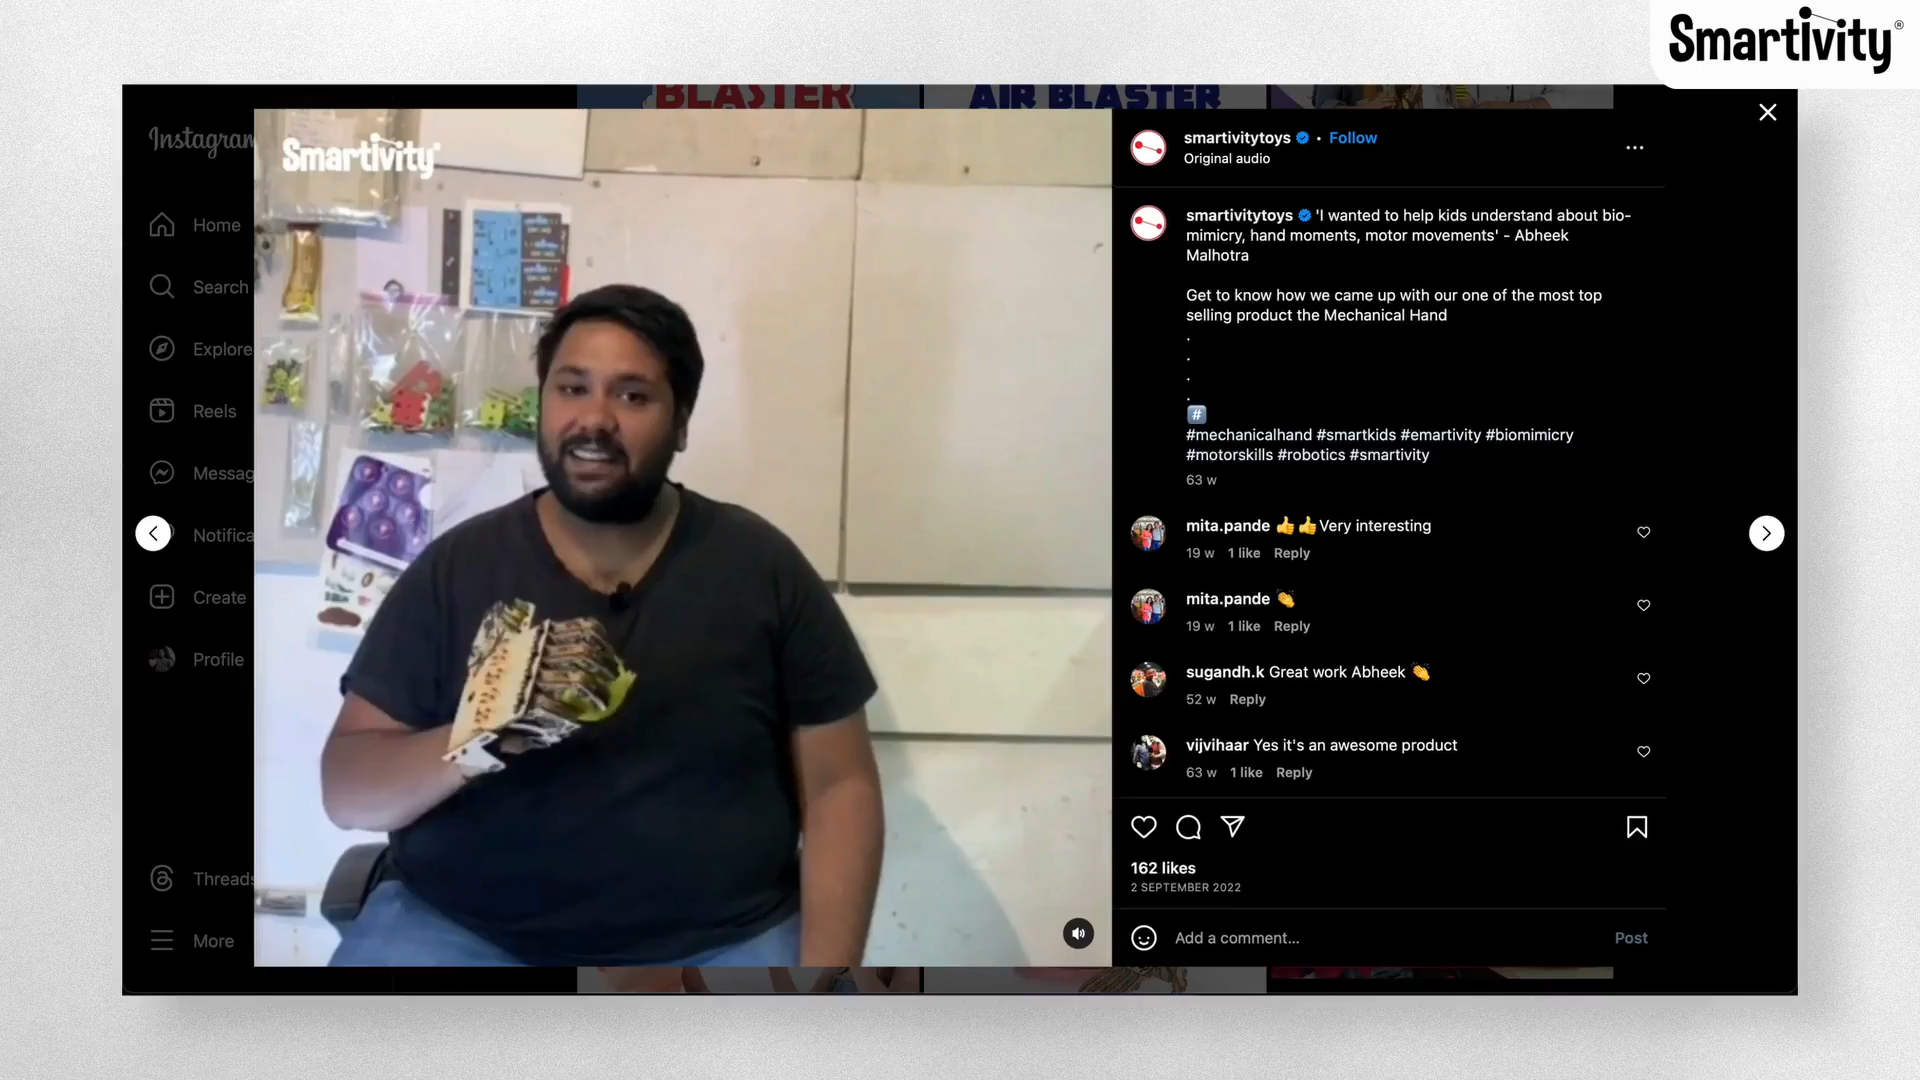 Smartivity®
BLASTER
AIR BLASTER
Instagram
Home
Search
Explore
Reels
Messag
Notifica
Create
Profile
Threads
More
Smartivity
smartivitytoys • Follow
Original audio
...
smartivitytoys 'I wanted to help kids understand about bio-
mimicry, hand moments, motor movements' - Abheek
Malhotra
Get to know how we came up with our one of the most top
selling product the Mechanical Hand
.
.
.
.
#️⃣
#mechanicalhand #smartkids #emartivity #biomimicry
#motorskills #robotics #smartivity
63 w
mita.pande 👍👍Very interesting
19 w 1 like Reply
mita.pande 👏
19 w 1 like Reply
sugandh.k Great work Abheek 👏
52 w Reply
vijvihaar Yes it's an awesome product
63 w 1 like Reply
162 likes
2 SEPTEMBER 2022
Add a comment... Post